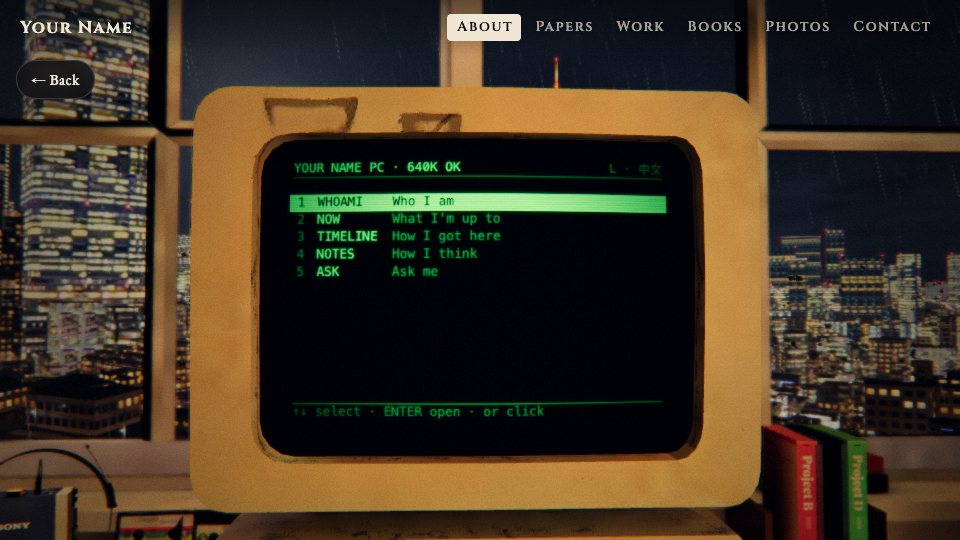 YOUR NAME
ABOUT PAPERS WORK BOOKS PHOTOS CONTACT
← Back
YOUR NAME PC · 640K OK L · 中文
1 WHOAMI Who I am
2 NOW What I'm up to
3 TIMELINE How I got here
4 NOTES How I think
5 ASK Ask me
↑↓ select · ENTER open · or click
SONY
Project B
Project D